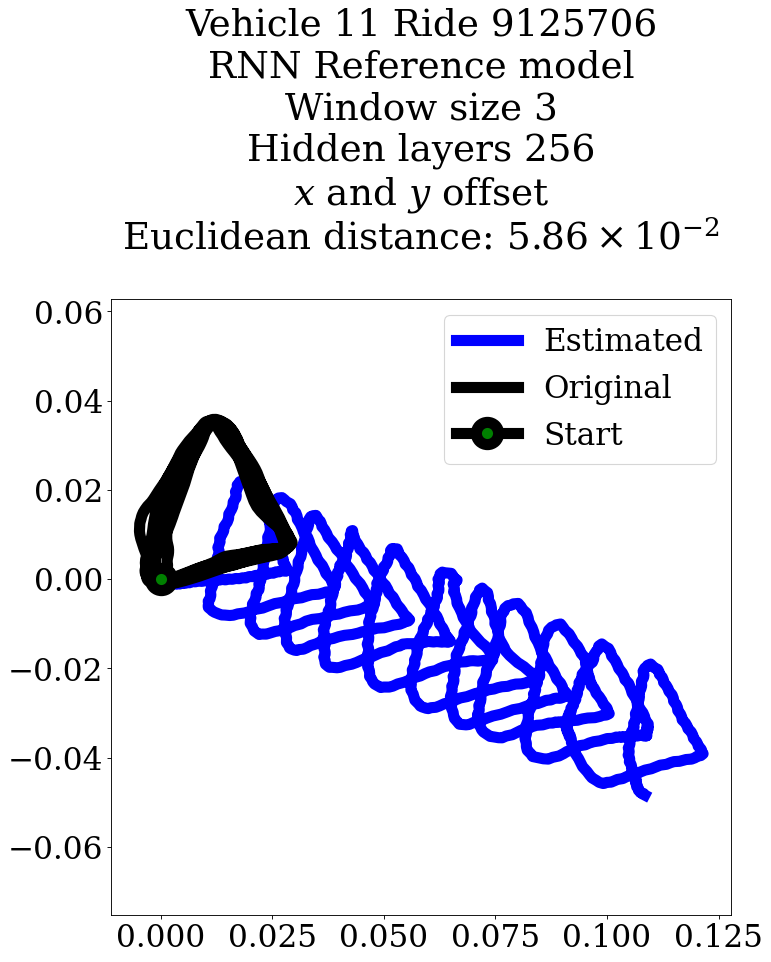 Vehicle 11 Ride 9125706
RNN Reference model
Window size 3
Hidden layers 256
x and y offset
Euclidean distance: 5.86 × 10⁻²
Estimated
Original
Start
0.06
0.04
0.02
0.00
−0.02
−0.04
−0.06
0.000 0.025 0.050 0.075 0.100 0.125